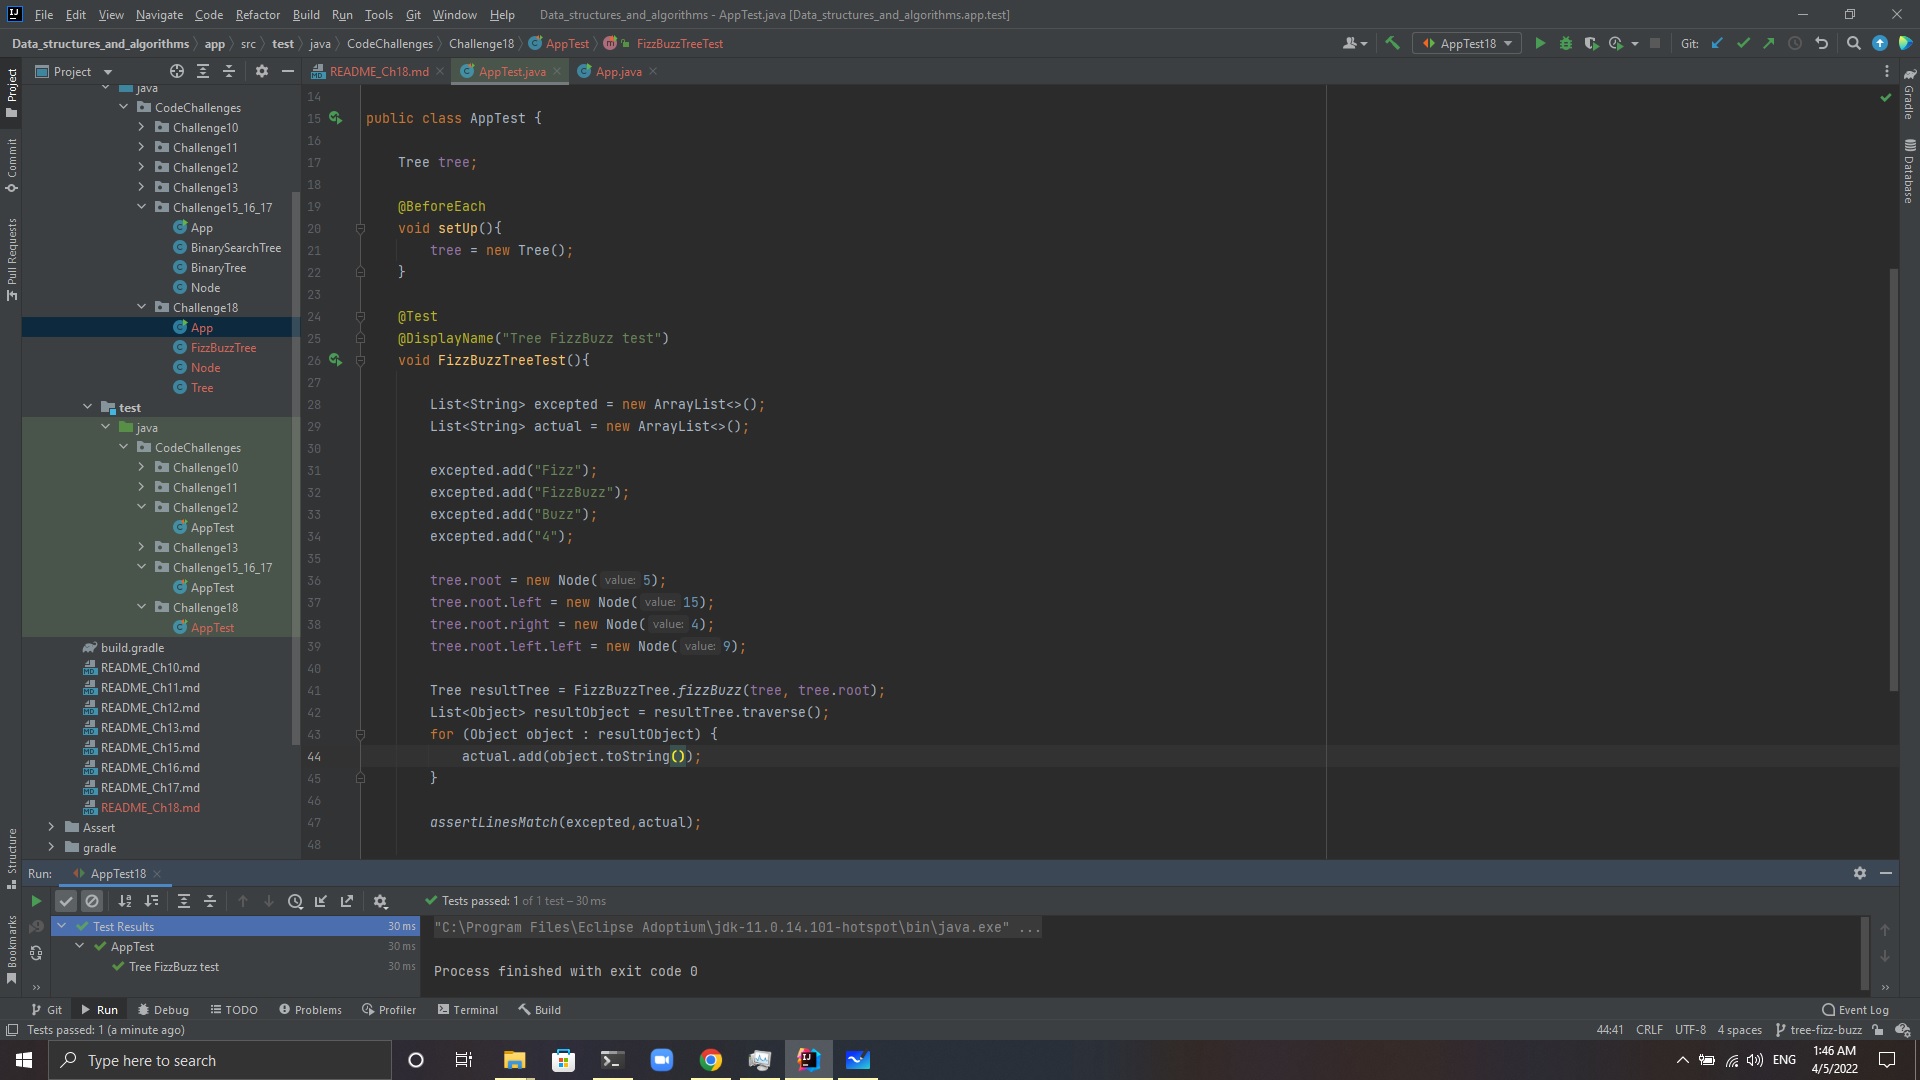 File Edit View Navigate Code Refactor Build Run Tools Git Window Help Data_structures_and_algorithms - AppTest.java [Data_structures_and_algorithms.app.test]
Data_structures_and_algorithms app src test java CodeChallenges Challenge18 AppTest FizzBuzzTreeTest AppTest18 Git:
Project README_Ch18.md AppTest.java App.java
Project
Commit
Pull Requests
Structure
Bookmarks
Gradle
Database
java
CodeChallenges
Challenge10
Challenge11
Challenge12
Challenge13
Challenge15_16_17
App
BinarySearchTree
BinaryTree
Node
Challenge18
App
FizzBuzzTree
Node
Tree
test
java
CodeChallenges
Challenge10
Challenge11
Challenge12
AppTest
Challenge13
Challenge15_16_17
AppTest
Challenge18
AppTest
build.gradle
README_Ch10.md
README_Ch11.md
README_Ch12.md
README_Ch13.md
README_Ch15.md
README_Ch16.md
README_Ch17.md
README_Ch18.md
Assert
gradle
14
15 public class AppTest {
16
17 Tree tree;
18
19 @BeforeEach
20 void setUp(){
21 tree = new Tree();
22 }
23
24 @Test
25 @DisplayName("Tree FizzBuzz test")
26 void FizzBuzzTreeTest(){
27
28 List<String> excepted = new ArrayList<>();
29 List<String> actual = new ArrayList<>();
30
31 excepted.add("Fizz");
32 excepted.add("FizzBuzz");
33 excepted.add("Buzz");
34 excepted.add("4");
35
36 tree.root = new Node( value: 5);
37 tree.root.left = new Node( value: 15);
38 tree.root.right = new Node( value: 4);
39 tree.root.left.left = new Node( value: 9);
40
41 Tree resultTree = FizzBuzzTree.fizzBuzz(tree, tree.root);
42 List<Object> resultObject = resultTree.traverse();
43 for (Object object : resultObject) {
44 actual.add(object.toString());
45 }
46
47 assertLinesMatch(excepted,actual);
48
Run: AppTest18
Tests passed: 1 of 1 test – 30 ms
Test Results 30 ms
AppTest 30 ms
Tree FizzBuzz test 30 ms
"C:\Program Files\Eclipse Adoptium\jdk-11.0.14.101-hotspot\bin\java.exe" ...
Process finished with exit code 0
Git Run Debug TODO Problems Profiler Terminal Build Event Log
Tests passed: 1 (a minute ago) 44:41 CRLF UTF-8 4 spaces tree-fizz-buzz
Type here to search ENG 1:46 AM
4/5/2022